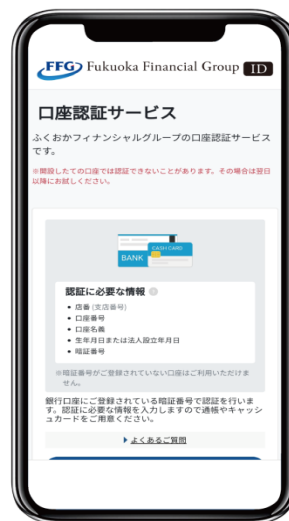 FFG Fukuoka Financial Group ID
口座認証サービス
ふくおかフィナンシャルグループの口座認証サービス
です。
※開設したての口座では認証できないことがあります。その場合は翌日
以降にお試しください。
CASH CARD
BANK
認証に必要な情報
• 店番 (支店番号)
• 口座番号
• 口座名義
• 生年月日または法人設立年月日
• 暗証番号
※暗証番号がご登録されていない口座はご利用いただけま
せん。
銀行口座にご登録されている暗証番号で認証を行いま
す。認証に必要な情報を入力しますので通帳やキャッシ
ュカードをご用意ください。
よくあるご質問